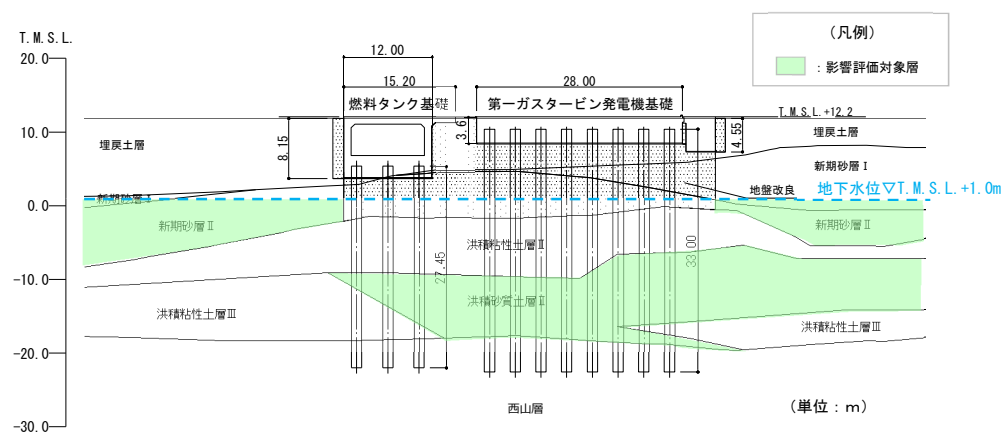 T.M.S.L.
20.0
10.0
0.0
-10.0
-20.0
-30.0
(凡例)
：影響評価対象層
12.00
15.20
28.00
燃料タンク基礎
第一ガスタービン発電機基礎
T.M.S.L.+12.2
8.15
3.6
4.55
埋戻土層
埋戻土層
新期砂層Ⅰ
新期砂層Ⅰ
地盤改良
地下水位▽T.M.S.L.+1.0m
新期砂層Ⅱ
新期砂層Ⅱ
洪積粘性土層Ⅱ
27.45
33.00
洪積砂質土層Ⅱ
洪積粘性土層Ⅲ
洪積粘性土層Ⅲ
西山層
(単位：m)